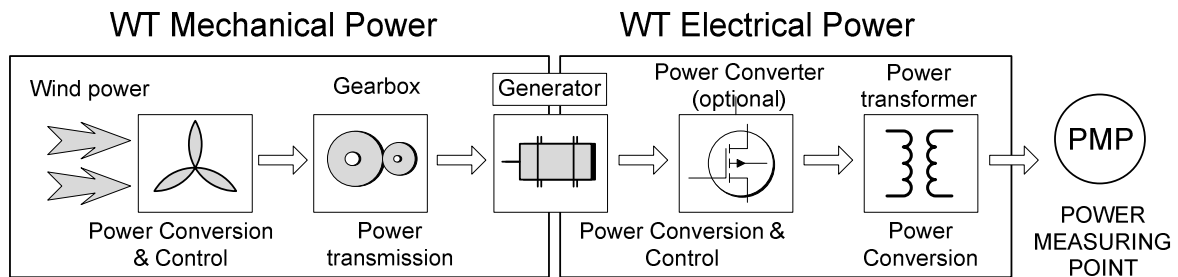 WT Mechanical Power
WT Electrical Power
Wind power
Gearbox
Generator
Power Converter
(optional)
Power
transformer
PMP
Power Conversion
& Control
Power
transmission
Power Conversion &
Control
Power
Conversion
POWER
MEASURING
POINT